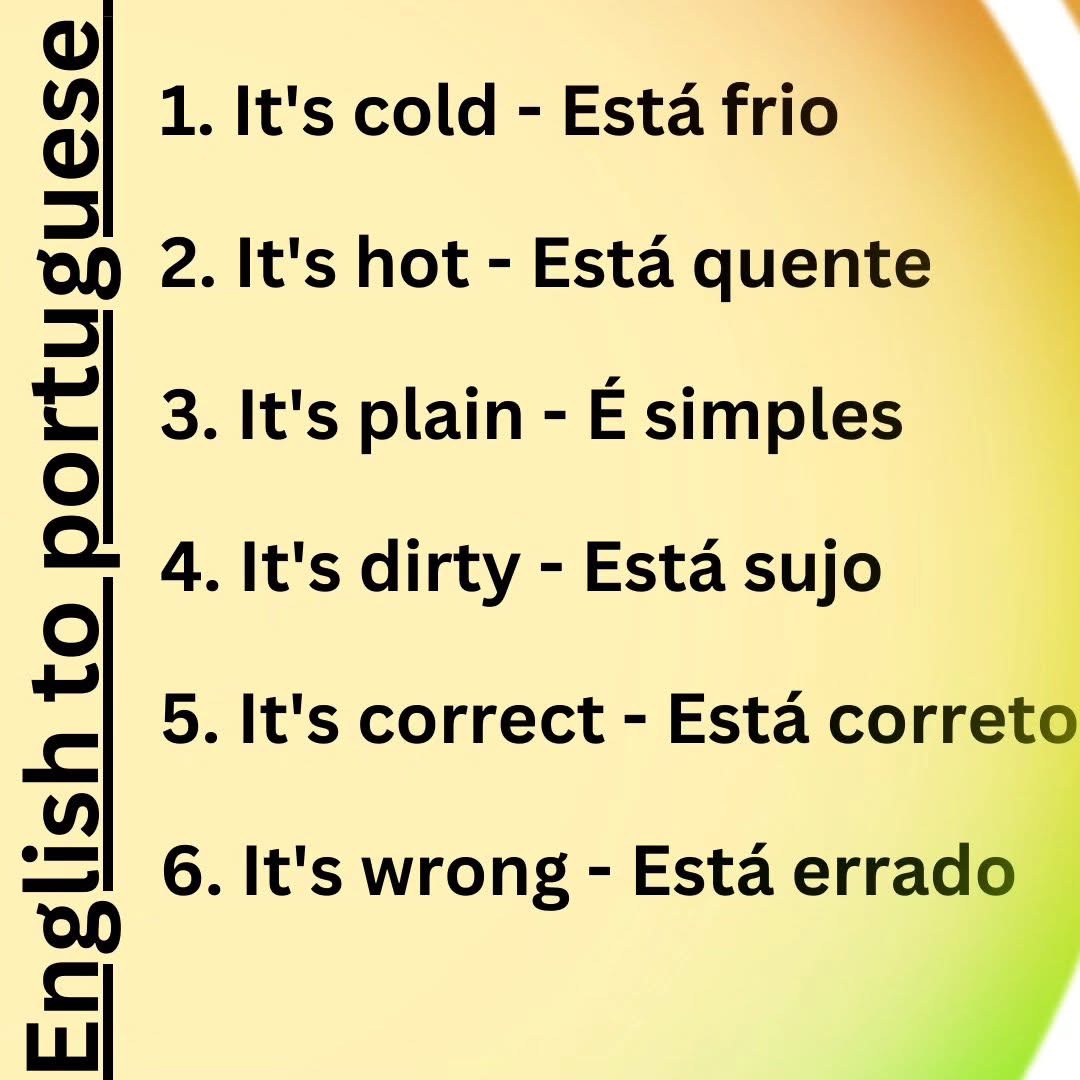 English to portuguese
1. It's cold - Está frio
2. It's hot - Está quente
3. It's plain - É simples
4. It's dirty - Está sujo
5. It's correct - Está correto
6. It's wrong - Está errado